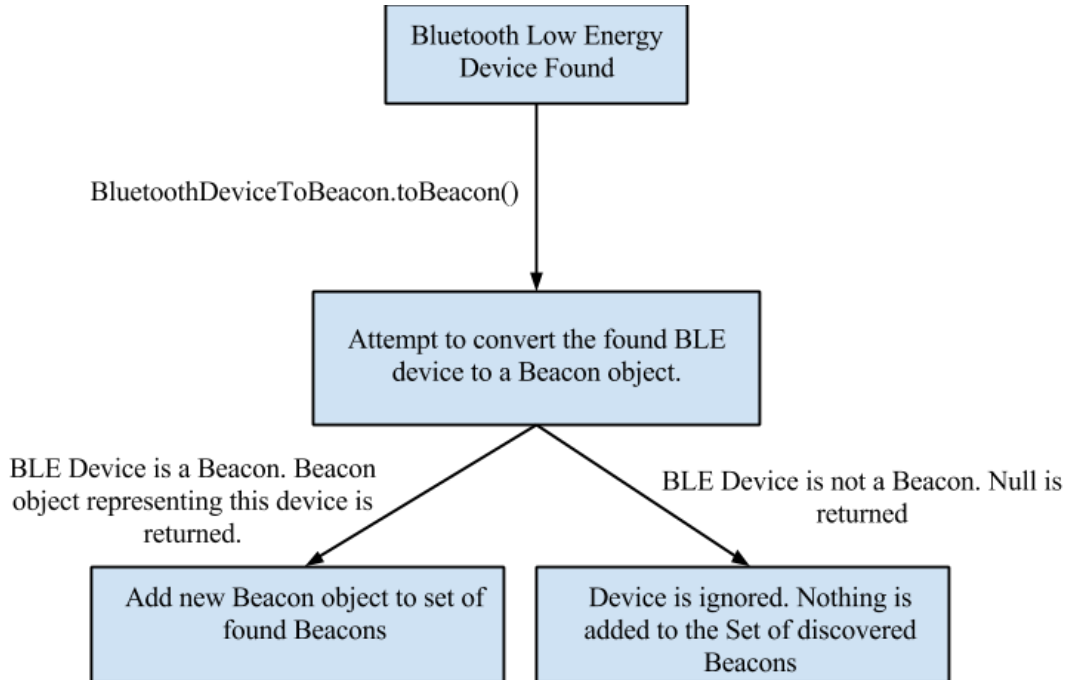 Bluetooth Low Energy
Device Found
BluetoothDeviceToBeacon.toBeacon()
Attempt to convert the found BLE
device to a Beacon object.
BLE Device is a Beacon. Beacon
object representing this device is
returned.
BLE Device is not a Beacon. Null is
returned
Add new Beacon object to set of
found Beacons
Device is ignored. Nothing is
added to the Set of discovered
Beacons